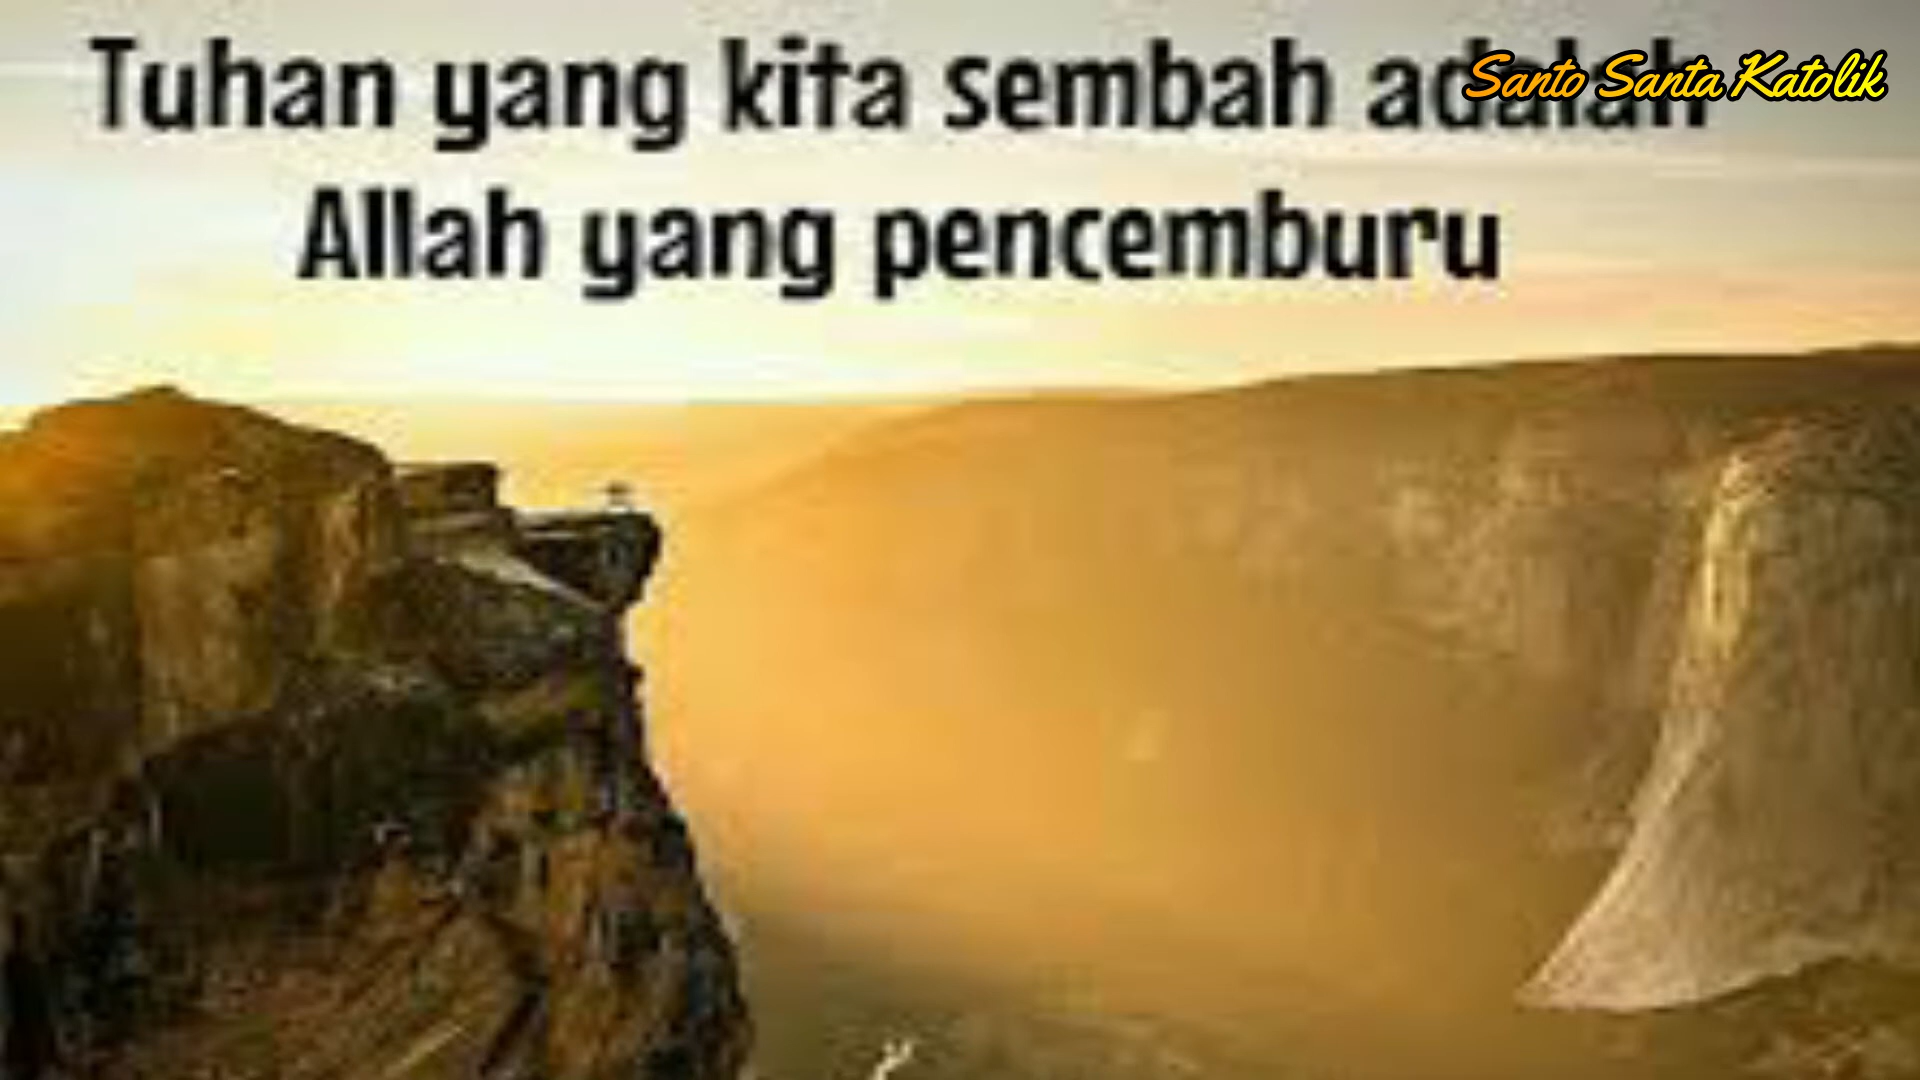 Tuhan yang kita sembah adalah
Santo Santa Katolik
Allah yang pencemburu